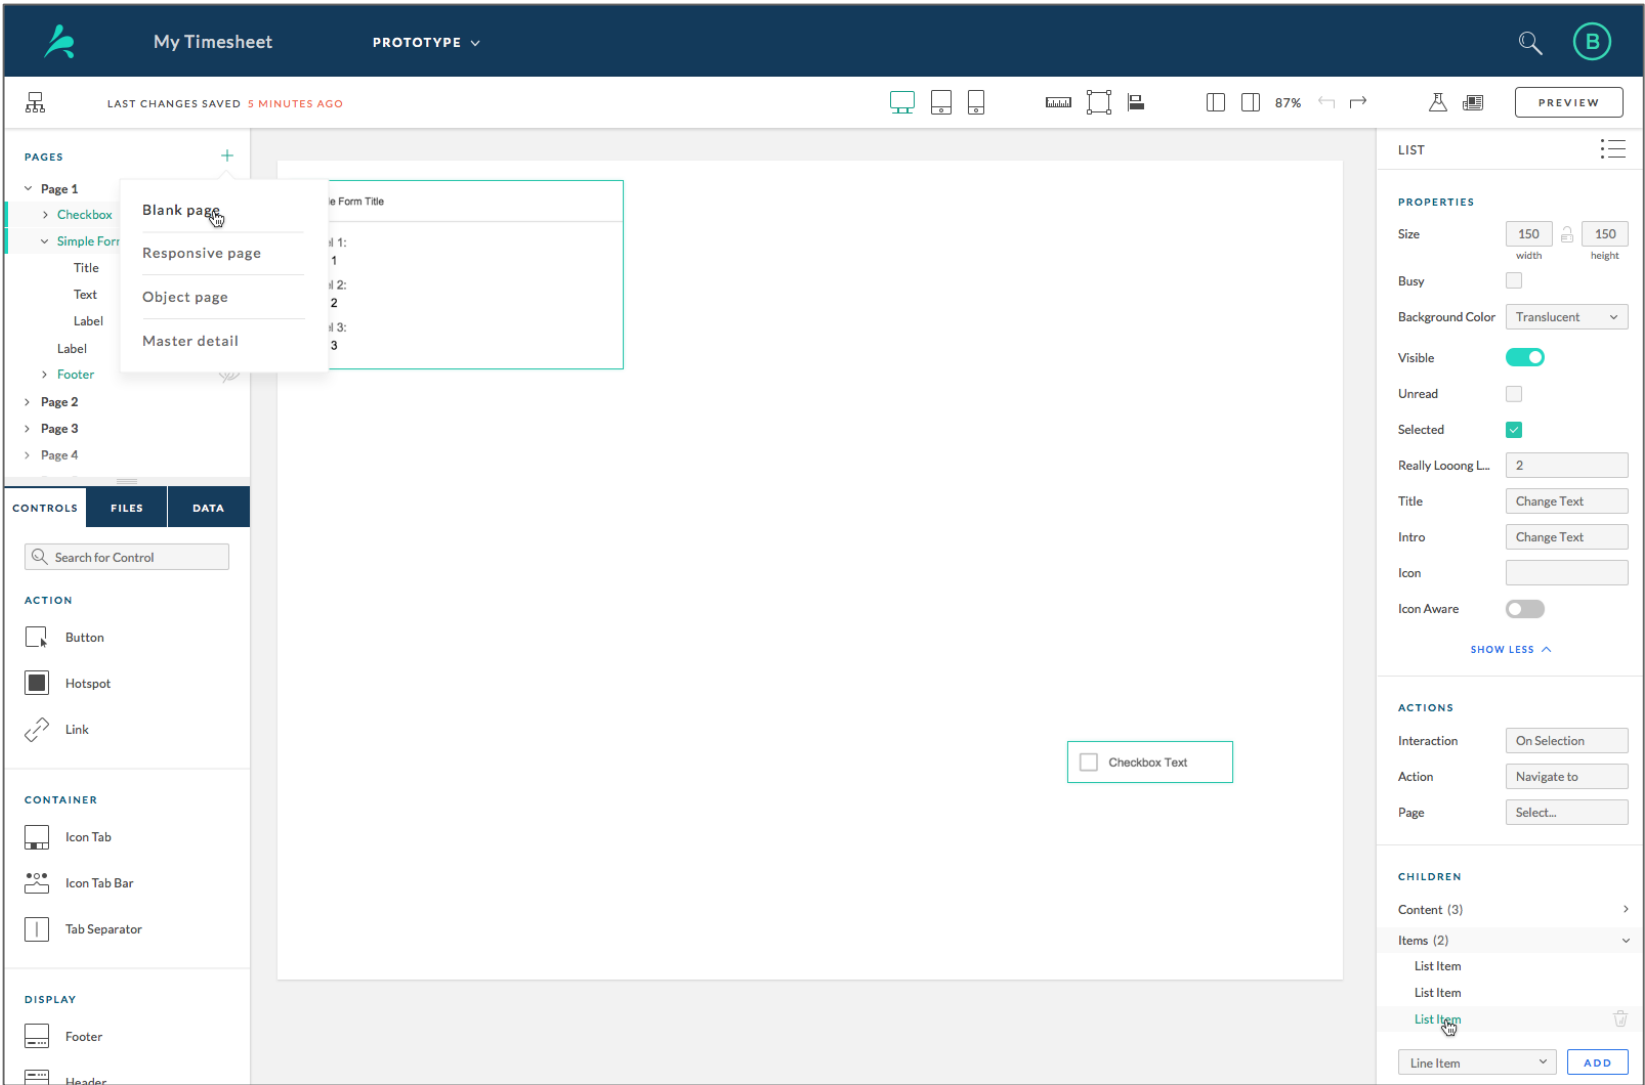 My Timesheet
PROTOTYPE
B
LAST CHANGES SAVED 5 MINUTES AGO
87%
PREVIEW
PAGES
Page 1
Checkbox
Simple For
Title
Text
Label
Label
Footer
Page 2
Page 3
Page 4
Blank page
Responsive page
Object page
Master detail
CONTROLS
FILES
DATA
Search for Control
ACTION
Button
Hotspot
Link
CONTAINER
Icon Tab
Icon Tab Bar
Tab Separator
DISPLAY
Footer
Header
e Form Title
l 1:
1
l 2:
2
l 3:
3
Checkbox Text
LIST
PROPERTIES
Size 150 150
width height
Busy
Background Color Translucent
Visible
Unread
Selected
Really Looong L... 2
Title Change Text
Intro Change Text
Icon
Icon Aware
SHOW LESS
ACTIONS
Interaction On Selection
Action Navigate to
Page Select...
CHILDREN
Content (3)
Items (2)
List Item
List Item
List Item
Line Item ADD